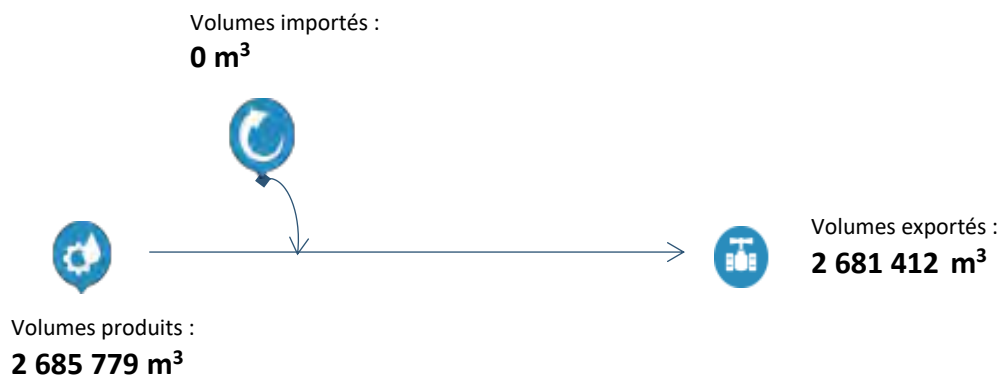 Volumes importés :
0 m³
Volumes exportés :
2 681 412 m³
Volumes produits :
2 685 779 m³